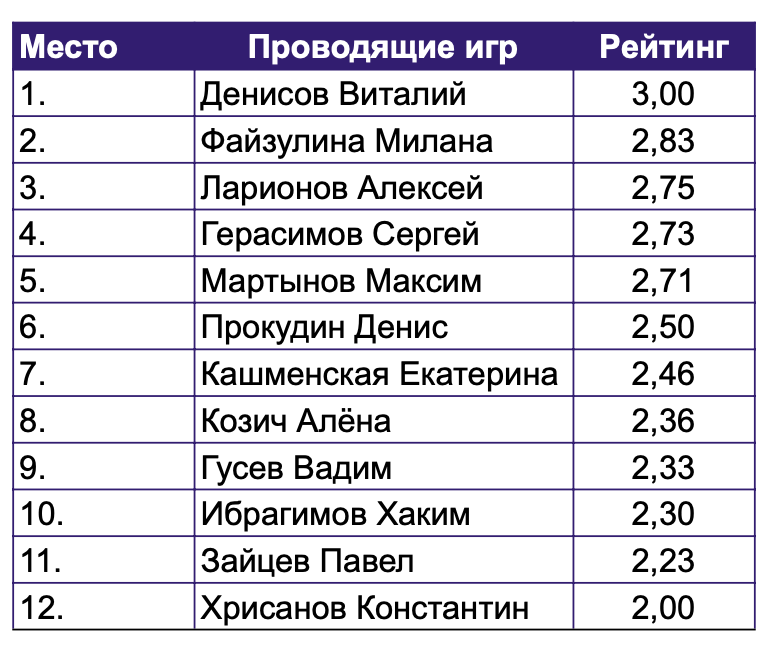 Место Проводящие игр Рейтинг
1. Денисов Виталий 3,00
2. Файзулина Милана 2,83
3. Ларионов Алексей 2,75
4. Герасимов Сергей 2,73
5. Мартынов Максим 2,71
6. Прокудин Денис 2,50
7. Кашменская Екатерина 2,46
8. Козич Алёна 2,36
9. Гусев Вадим 2,33
10. Ибрагимов Хаким 2,30
11. Зайцев Павел 2,23
12. Хрисанов Константин 2,00